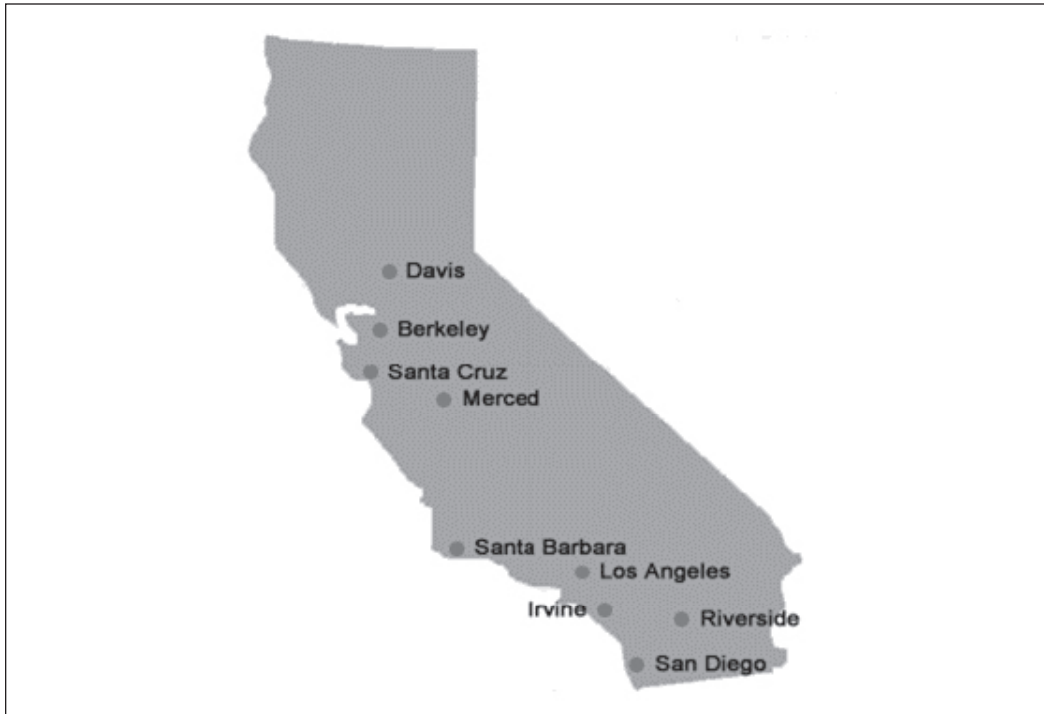 Davis
Berkeley
Santa Cruz
Merced
Santa Barbara
Los Angeles
Irvine
Riverside
San Diego